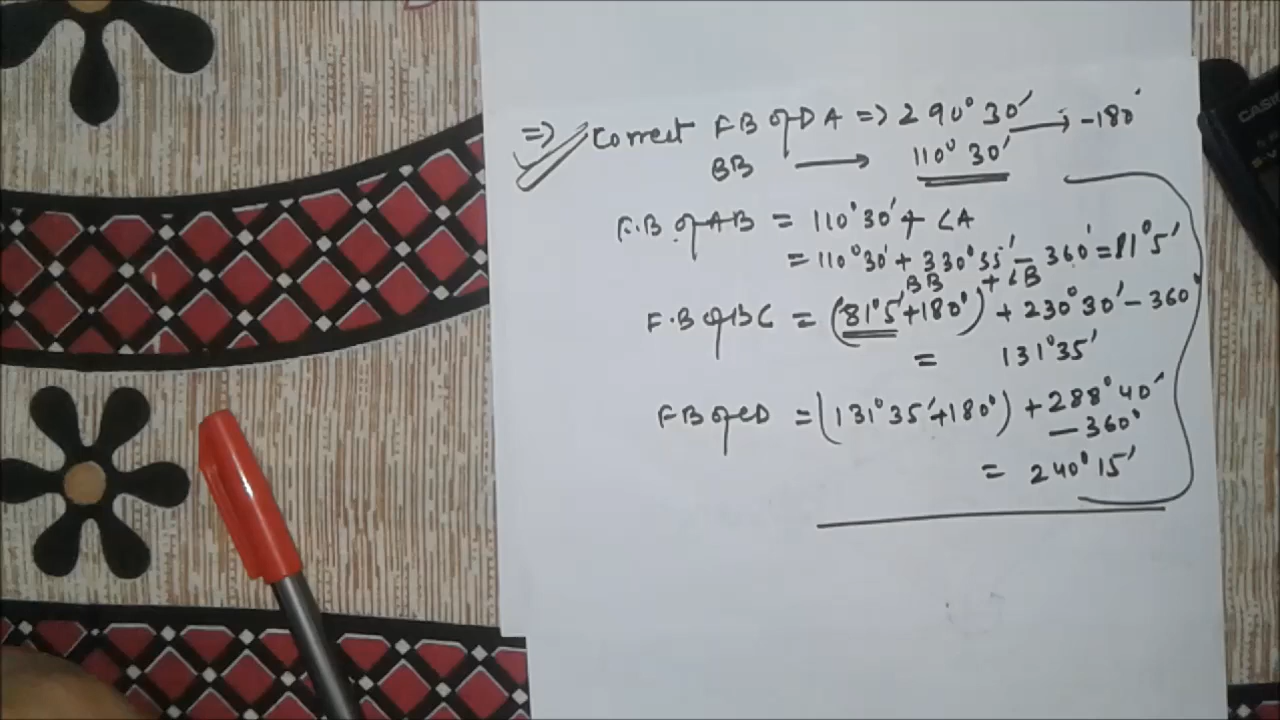 => Correct FB of DA => 290° 30' → -180°
BB → 110° 30'
F.B of AB = 110° 30' + ∠A
= 110° 30' + 330° 35' - 360° = 81° 5'
BB + ∠B
F.B of BC = (81° 5' + 180°) + 230° 30' - 360°
= 131° 35'
FB of CD = (131° 35' + 180°) + 288° 40'
- 360°
= 240° 15'
CASIO